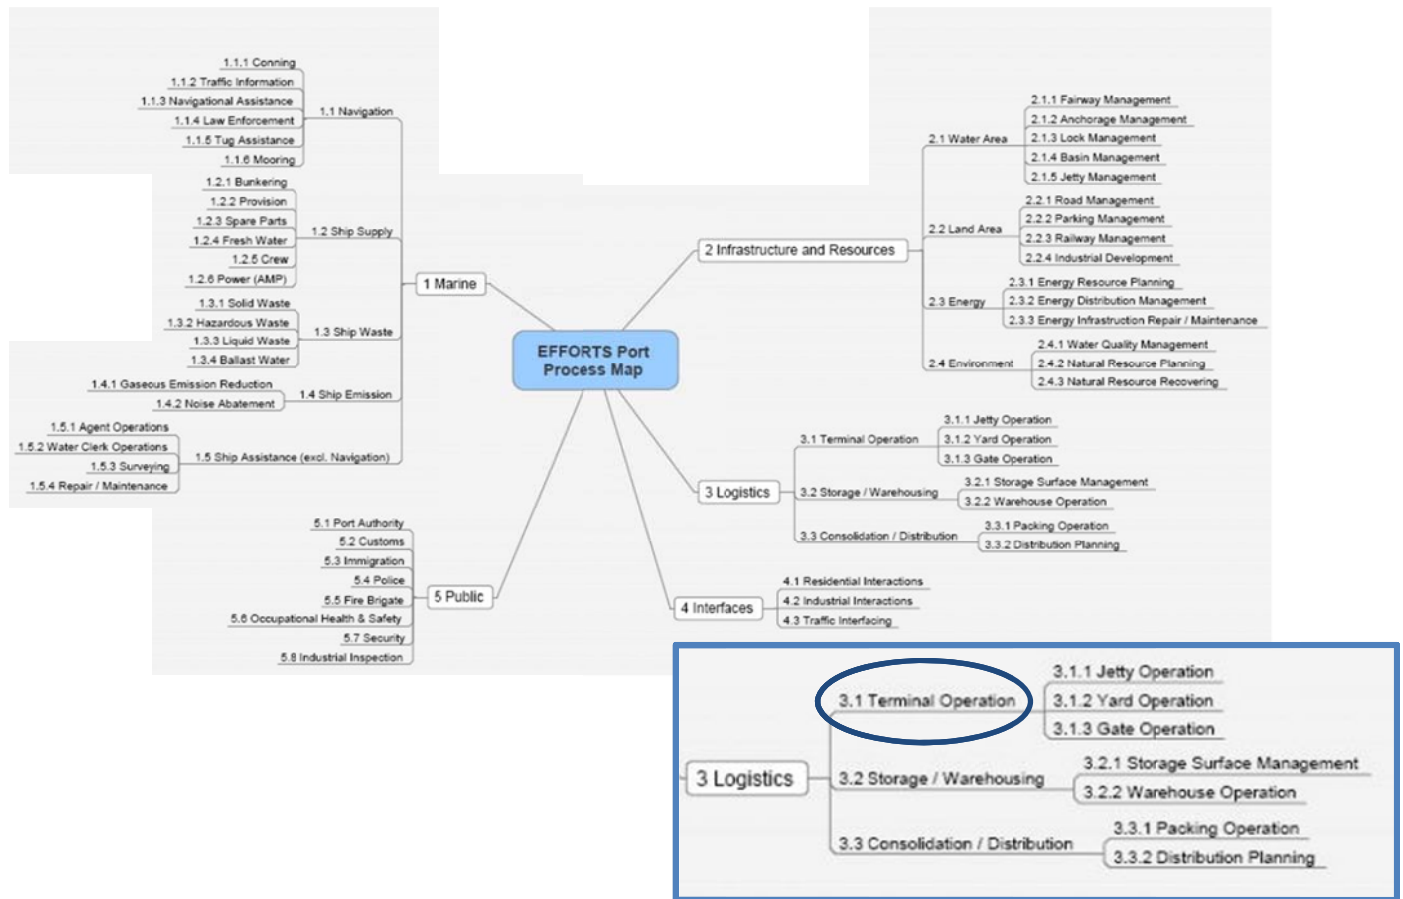 EFFORTS Port
Process Map
1 Marine
1.1 Navigation
1.1.1 Conning
1.1.2 Traffic Information
1.1.3 Navigational Assistance
1.1.4 Law Enforcement
1.1.5 Tug Assistance
1.1.6 Mooring
1.2 Ship Supply
1.2.1 Bunkering
1.2.2 Provision
1.2.3 Spare Parts
1.2.4 Fresh Water
1.2.5 Crew
1.2.6 Power (AMP)
1.3 Ship Waste
1.3.1 Solid Waste
1.3.2 Hazardous Waste
1.3.3 Liquid Waste
1.3.4 Ballast Water
1.4 Ship Emission
1.4.1 Gaseous Emission Reduction
1.4.2 Noise Abatement
1.5 Ship Assistance (excl. Navigation)
1.5.1 Agent Operations
1.5.2 Water Clerk Operations
1.5.3 Surveying
1.5.4 Repair / Maintenance
2 Infrastructure and Resources
2.1 Water Area
2.1.1 Fairway Management
2.1.2 Anchorage Management
2.1.3 Lock Management
2.1.4 Basin Management
2.1.5 Jetty Management
2.2 Land Area
2.2.1 Road Management
2.2.2 Parking Management
2.2.3 Railway Management
2.2.4 Industrial Development
2.3 Energy
2.3.1 Energy Resource Planning
2.3.2 Energy Distribution Management
2.3.3 Energy Infrastruction Repair / Maintenance
2.4 Environment
2.4.1 Water Quality Management
2.4.2 Natural Resource Planning
2.4.3 Natural Resource Recovering
3 Logistics
3.1 Terminal Operation
3.1.1 Jetty Operation
3.1.2 Yard Operation
3.1.3 Gate Operation
3.2 Storage / Warehousing
3.2.1 Storage Surface Management
3.2.2 Warehouse Operation
3.3 Consolidation / Distribution
3.3.1 Packing Operation
3.3.2 Distribution Planning
4 Interfaces
4.1 Residential Interactions
4.2 Industrial Interactions
4.3 Traffic Interfacing
5 Public
5.1 Port Authority
5.2 Customs
5.3 Immigration
5.4 Police
5.5 Fire Brigate
5.6 Occupational Health & Safety
5.7 Security
5.8 Industrial Inspection
3 Logistics
3.1 Terminal Operation
3.1.1 Jetty Operation
3.1.2 Yard Operation
3.1.3 Gate Operation
3.2 Storage / Warehousing
3.2.1 Storage Surface Management
3.2.2 Warehouse Operation
3.3 Consolidation / Distribution
3.3.1 Packing Operation
3.3.2 Distribution Planning